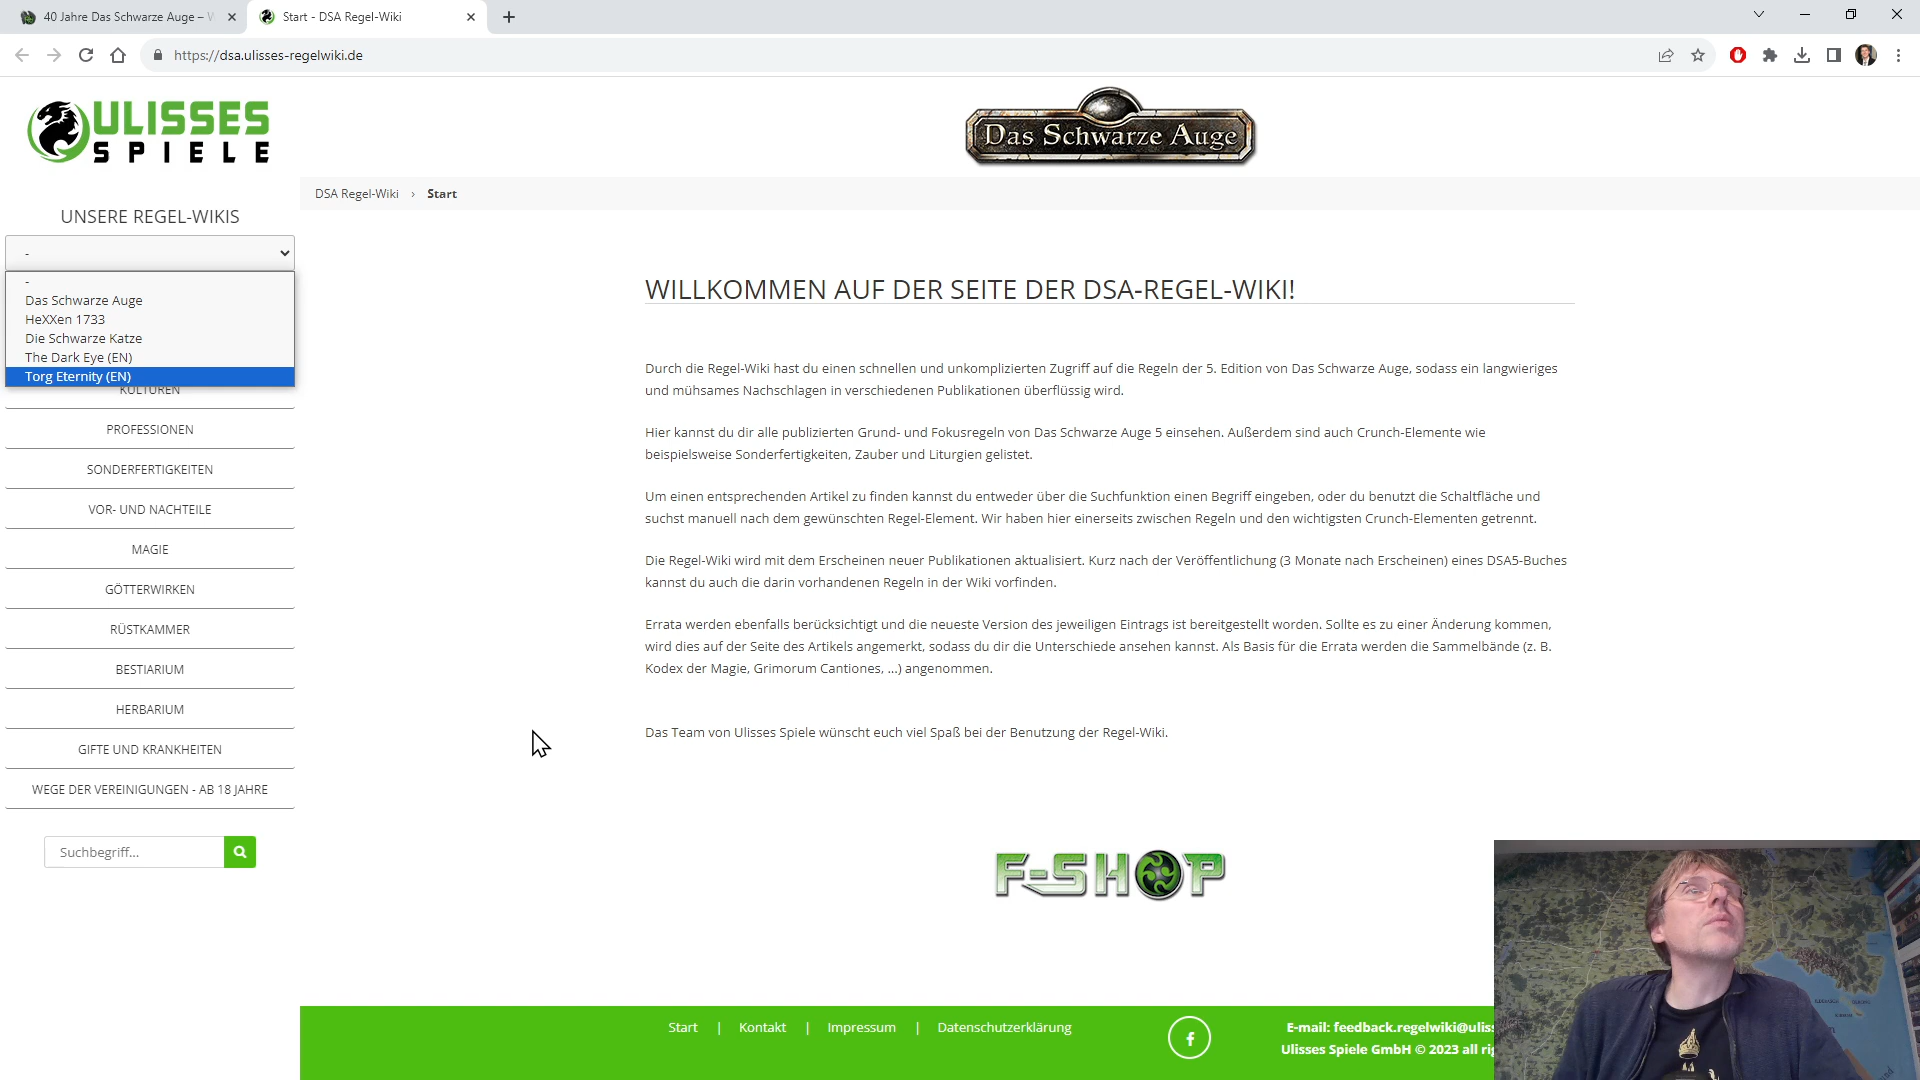 40 Jahre Das Schwarze Auge –
Start - DSA Regel-Wiki
https://dsa.ulisses-regelwiki.de
ULISSES
SPIELE
Das Schwarze Auge
DSA Regel-Wiki › Start
UNSERE REGEL-WIKIS
-
-
Das Schwarze Auge
HeXXen 1733
Die Schwarze Katze
The Dark Eye (EN)
Torg Eternity (EN)
KULTUREN
PROFESSIONEN
SONDERFERTIGKEITEN
VOR- UND NACHTEILE
MAGIE
GÖTTERWIRKEN
RÜSTKAMMER
BESTIARIUM
HERBARIUM
GIFTE UND KRANKHEITEN
WEGE DER VEREINIGUNGEN - AB 18 JAHRE
Suchbegriff...
WILLKOMMEN AUF DER SEITE DER DSA-REGEL-WIKI!
Durch die Regel-Wiki hast du einen schnellen und unkomplizierten Zugriff auf die Regeln der 5. Edition von Das Schwarze Auge, sodass ein langwieriges
und mühsames Nachschlagen in verschiedenen Publikationen überflüssig wird.
Hier kannst du dir alle publizierten Grund- und Fokusregeln von Das Schwarze Auge 5 einsehen. Außerdem sind auch Crunch-Elemente wie
beispielsweise Sonderfertigkeiten, Zauber und Liturgien gelistet.
Um einen entsprechenden Artikel zu finden kannst du entweder über die Suchfunktion einen Begriff eingeben, oder du benutzt die Schaltfläche und
suchst manuell nach dem gewünschten Regel-Element. Wir haben hier einerseits zwischen Regeln und den wichtigsten Crunch-Elementen getrennt.
Die Regel-Wiki wird mit dem Erscheinen neuer Publikationen aktualisiert. Kurz nach der Veröffentlichung (3 Monate nach Erscheinen) eines DSA5-Buches
kannst du auch die darin vorhandenen Regeln in der Wiki vorfinden.
Errata werden ebenfalls berücksichtigt und die neueste Version des jeweiligen Eintrags ist bereitgestellt worden. Sollte es zu einer Änderung kommen,
wird dies auf der Seite des Artikels angemerkt, sodass du dir die Unterschiede ansehen kannst. Als Basis für die Errata werden die Sammelbände (z. B.
Kodex der Magie, Grimorum Cantiones, ...) angenommen.
Das Team von Ulisses Spiele wünscht euch viel Spaß bei der Benutzung der Regel-Wiki.
F-SHOP
Start | Kontakt | Impressum | Datenschutzerklärung
E-mail: feedback.regelwiki@uliss
Ulisses Spiele GmbH © 2023 all ri